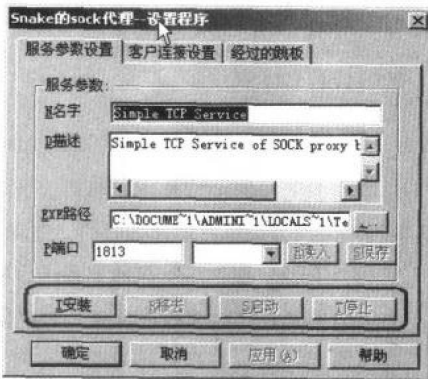 Snake的sock代理--设置程序
服务参数设置 客户连接设置 经过的跳板
服务参数:
N名字 Simple TCP Service
D描述 Simple TCP Service of SOCK proxy b
EXE路径 C:\DOCUME~1\ADMINI~1\LOCALS~1\Te ...
P端口 1813 R读入 S保存
I安装 R移去 S启动 T停止
确定 取消 应用(A) 帮助